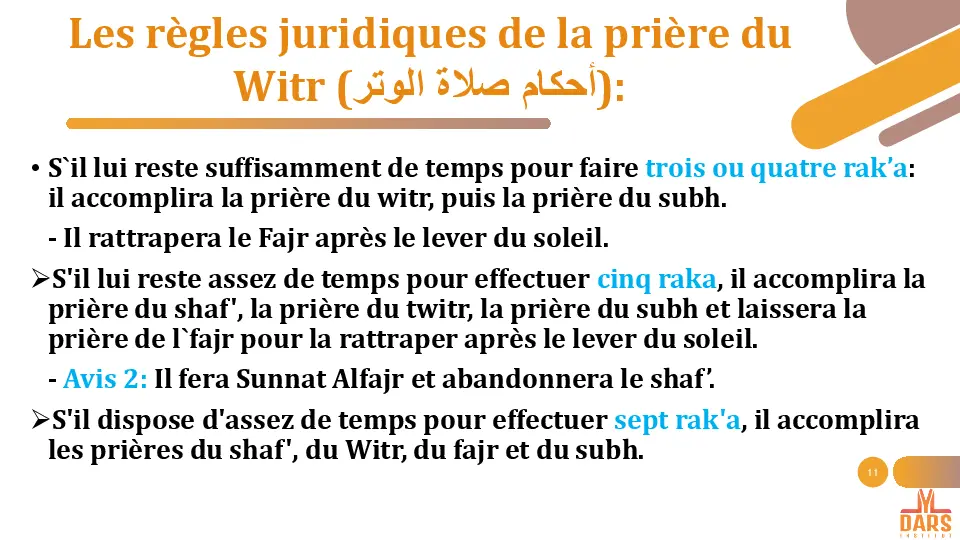 Les règles juridiques de la prière du
Witr (أحكام صلاة الوتر):
• S`il lui reste suffisamment de temps pour faire trois ou quatre rak’a:
il accomplira la prière du witr, puis la prière du subh.
- Il rattrapera le Fajr après le lever du soleil.
➢S'il lui reste assez de temps pour effectuer cinq raka, il accomplira la
prière du shaf', la prière du twitr, la prière du subh et laissera la
prière de l`fajr pour la rattraper après le lever du soleil.
- Avis 2: Il fera Sunnat Alfajr et abandonnera le shaf’.
➢S'il dispose d'assez de temps pour effectuer sept rak'a, il accomplira
les prières du shaf', du Witr, du fajr et du subh.
11
DARS
INSTITUT